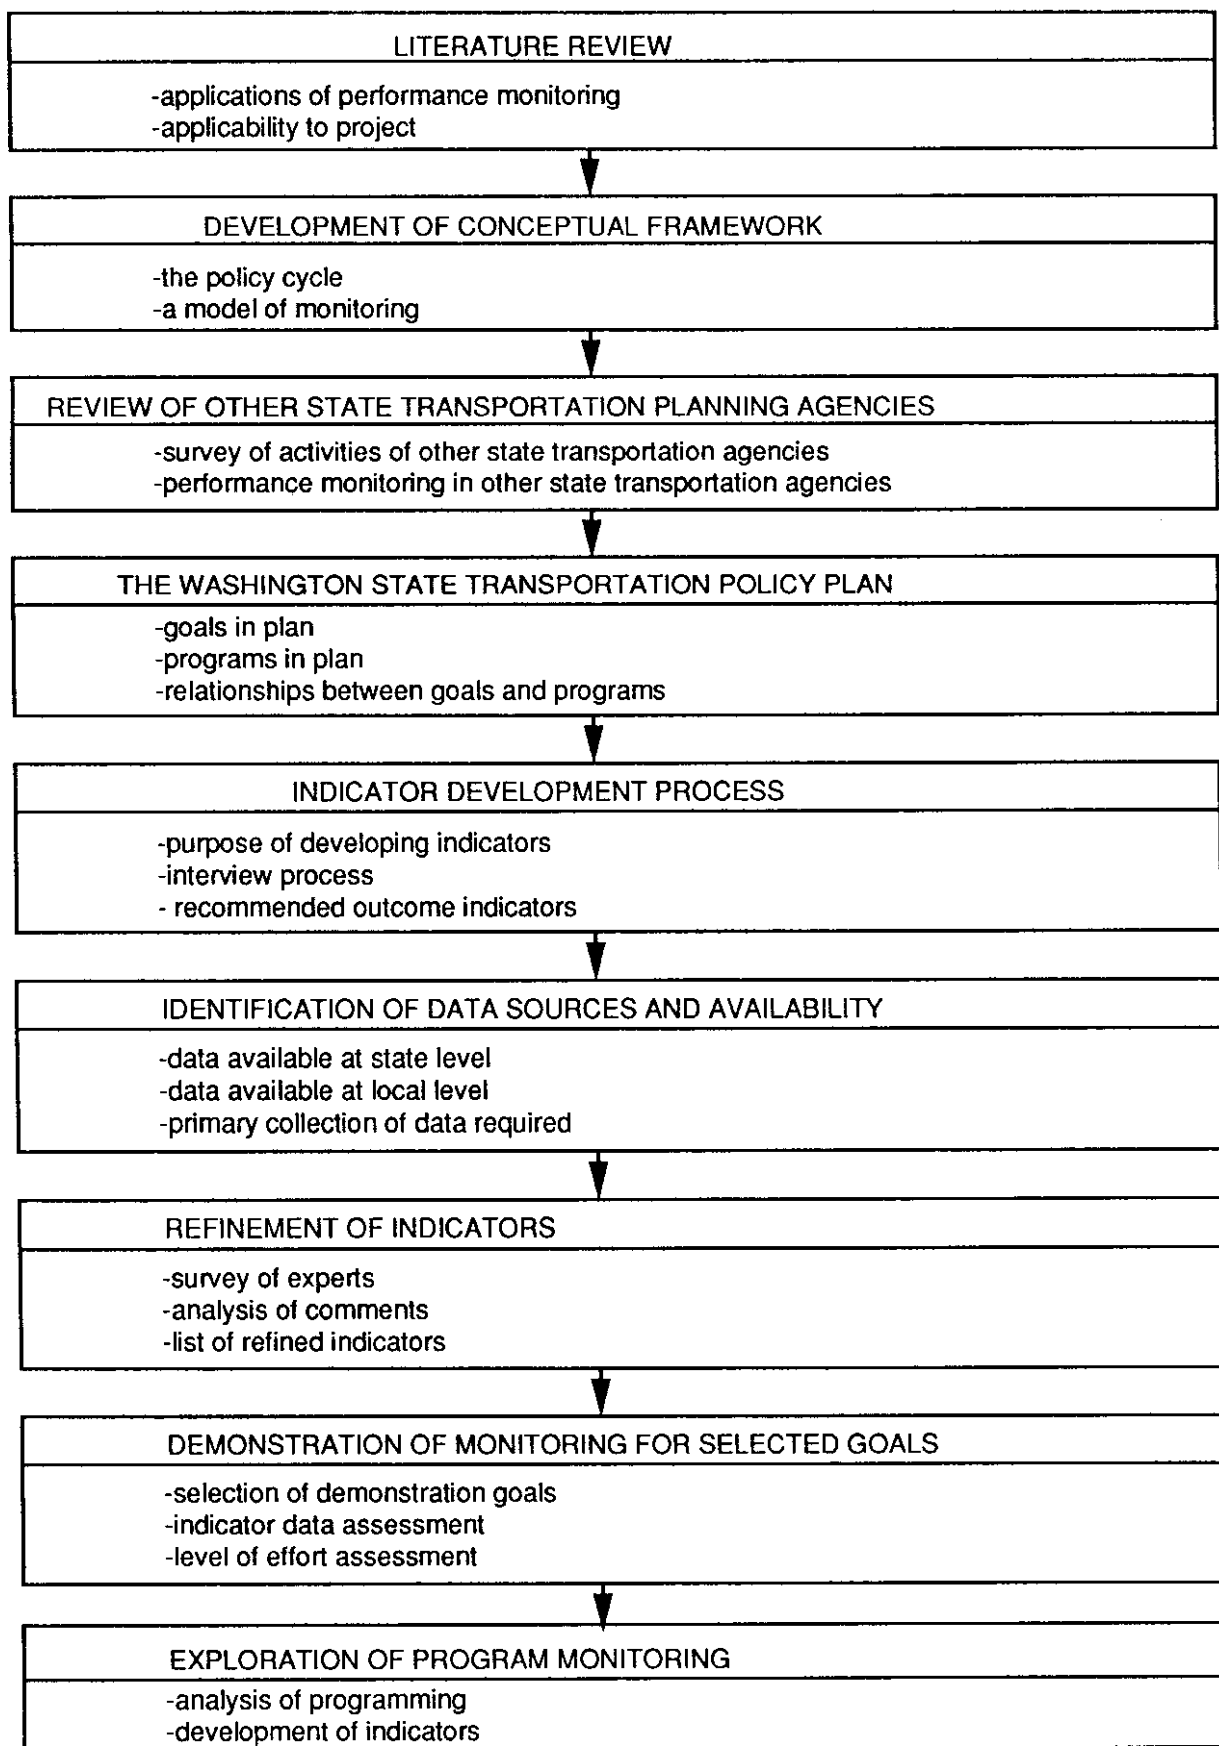 LITERATURE REVIEW
-applications of performance monitoring
-applicability to project
DEVELOPMENT OF CONCEPTUAL FRAMEWORK
-the policy cycle
-a model of monitoring
REVIEW OF OTHER STATE TRANSPORTATION PLANNING AGENCIES
-survey of activities of other state transportation agencies
-performance monitoring in other state transportation agencies
THE WASHINGTON STATE TRANSPORTATION POLICY PLAN
-goals in plan
-programs in plan
-relationships between goals and programs
INDICATOR DEVELOPMENT PROCESS
-purpose of developing indicators
-interview process
- recommended outcome indicators
IDENTIFICATION OF DATA SOURCES AND AVAILABILITY
-data available at state level
-data available at local level
-primary collection of data required
REFINEMENT OF INDICATORS
-survey of experts
-analysis of comments
-list of refined indicators
DEMONSTRATION OF MONITORING FOR SELECTED GOALS
-selection of demonstration goals
-indicator data assessment
-level of effort assessment
EXPLORATION OF PROGRAM MONITORING
-analysis of programming
-development of indicators